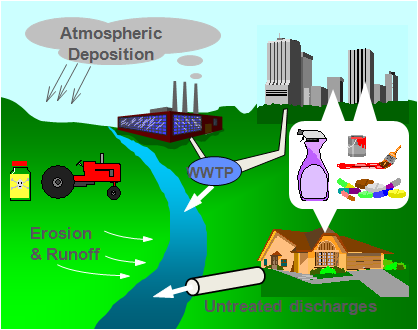 Atmospheric
Deposition
WWTP
Erosion
& Runoff
Untreated discharges